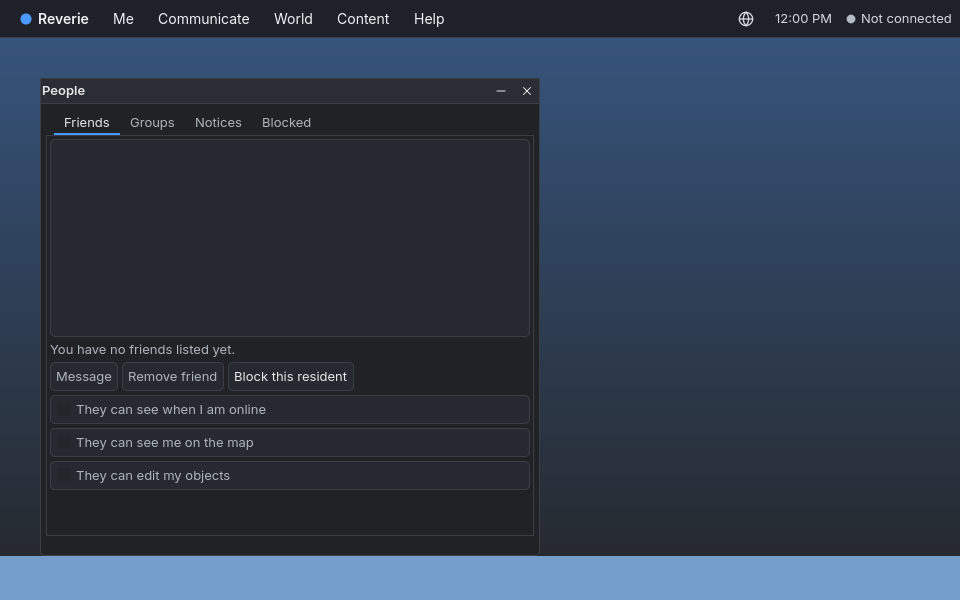 Reverie Me Communicate World Content Help 12:00 PM Not connected
People
Friends Groups Notices Blocked
You have no friends listed yet.
Message Remove friend Block this resident
They can see when I am online
They can see me on the map
They can edit my objects